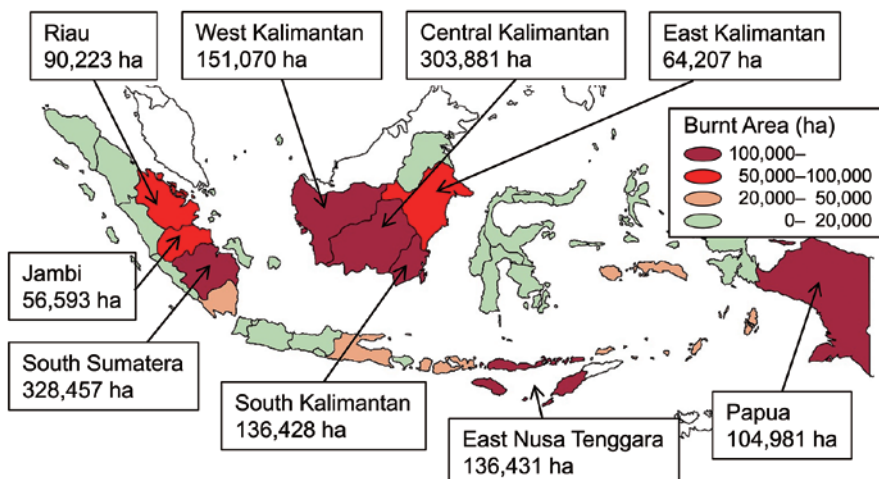 Riau
90,223 ha
West Kalimantan
151,070 ha
Central Kalimantan
303,881 ha
East Kalimantan
64,207 ha
Burnt Area (ha)
100,000–
50,000–100,000
20,000– 50,000
0– 20,000
Jambi
56,593 ha
South Sumatera
328,457 ha
South Kalimantan
136,428 ha
East Nusa Tenggara
136,431 ha
Papua
104,981 ha